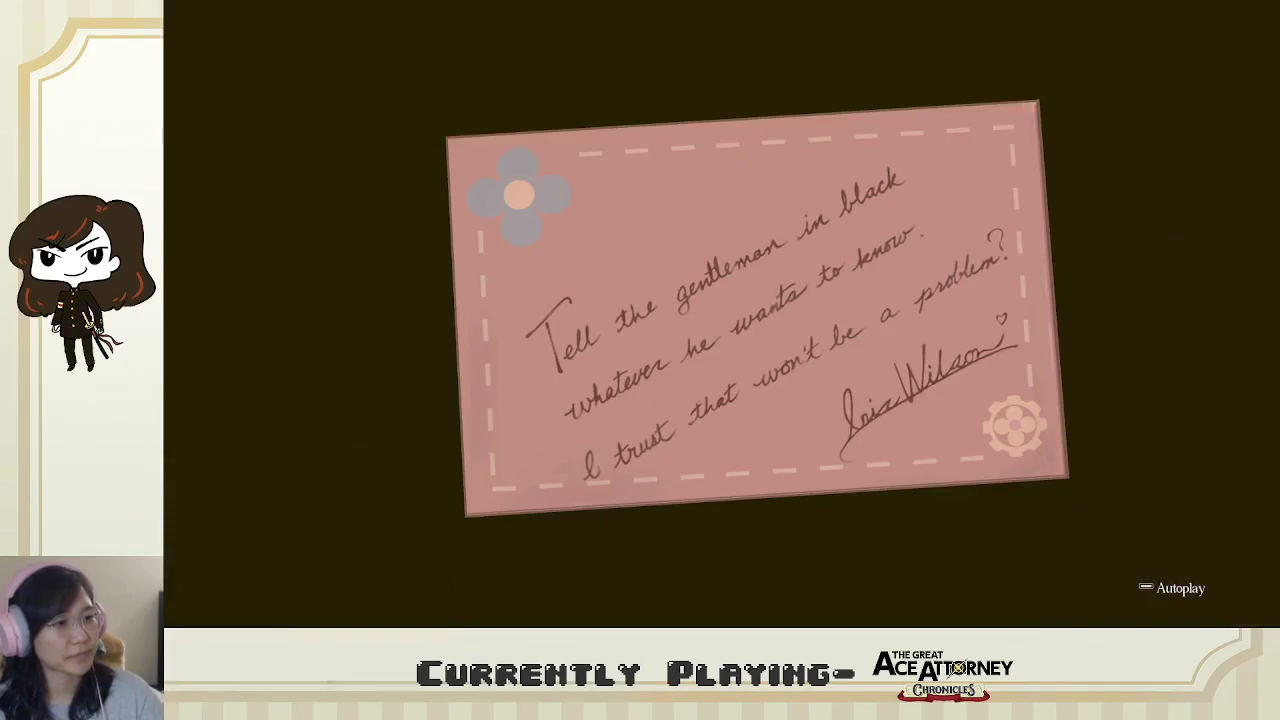 Tell the gentleman in black
whatever he wants to know.
I trust that won't be a problem?
Iris Wilson
Autoplay
CURRENTLY PLAYING-
THE GREAT
ACE ATTORNEY
CHRONICLES